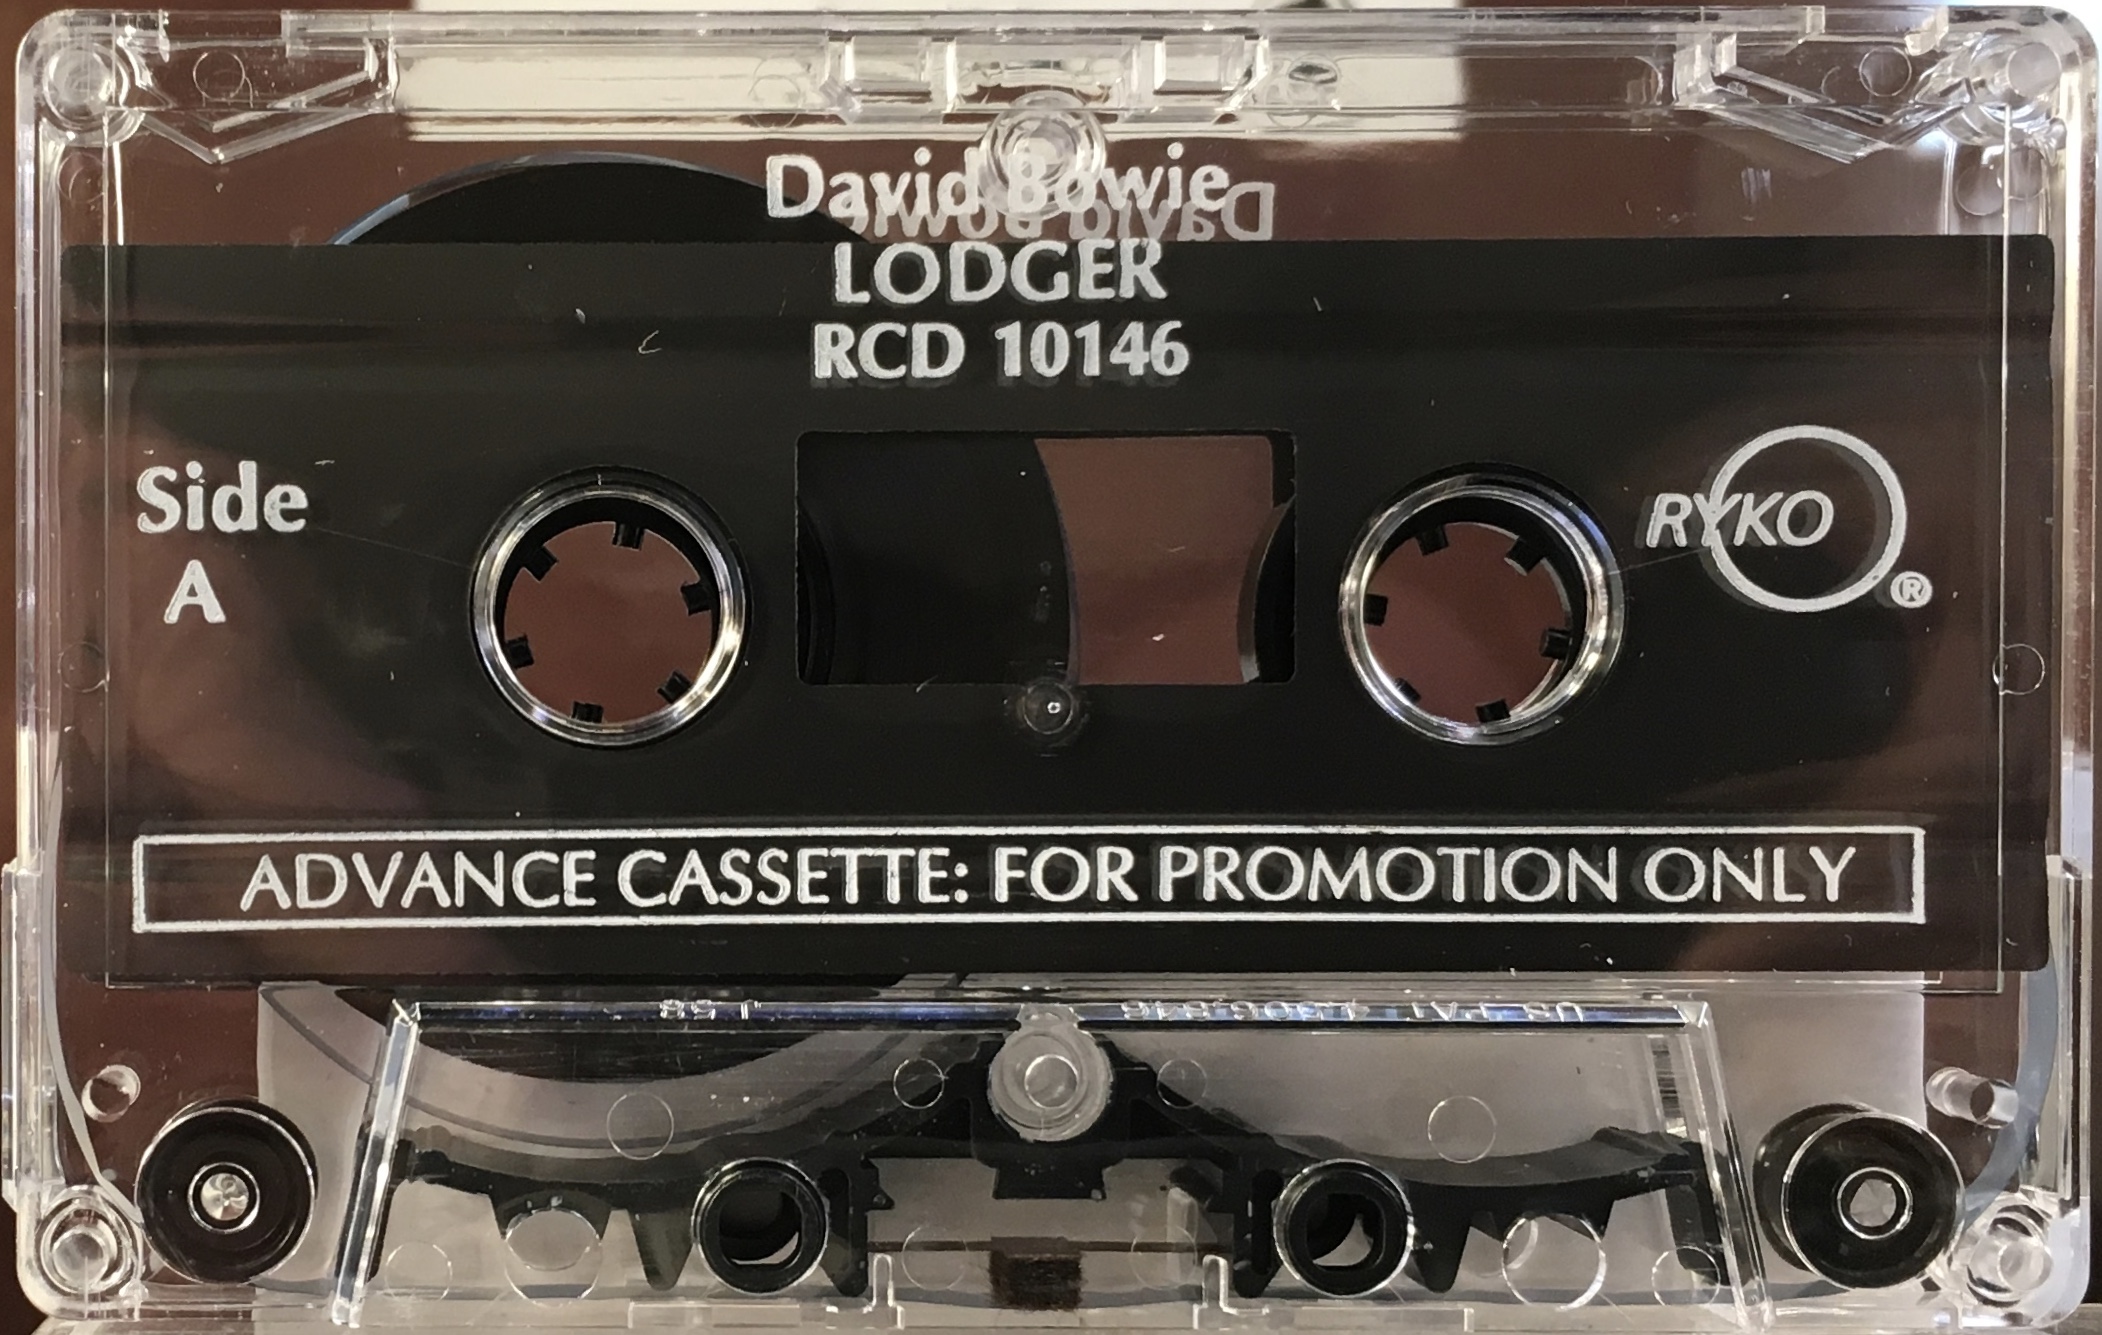 David Bowie
LODGER
RCD 10146
Side
A
RYKO
®
ADVANCE CASSETTE: FOR PROMOTION ONLY